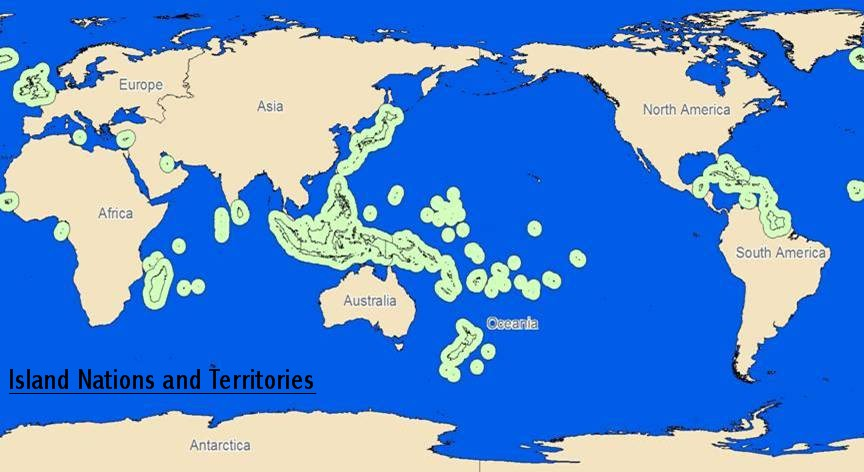 Europe
Asia
North America
Africa
South America
Australia
Oceania
Island Nations and Territories
Antarctica